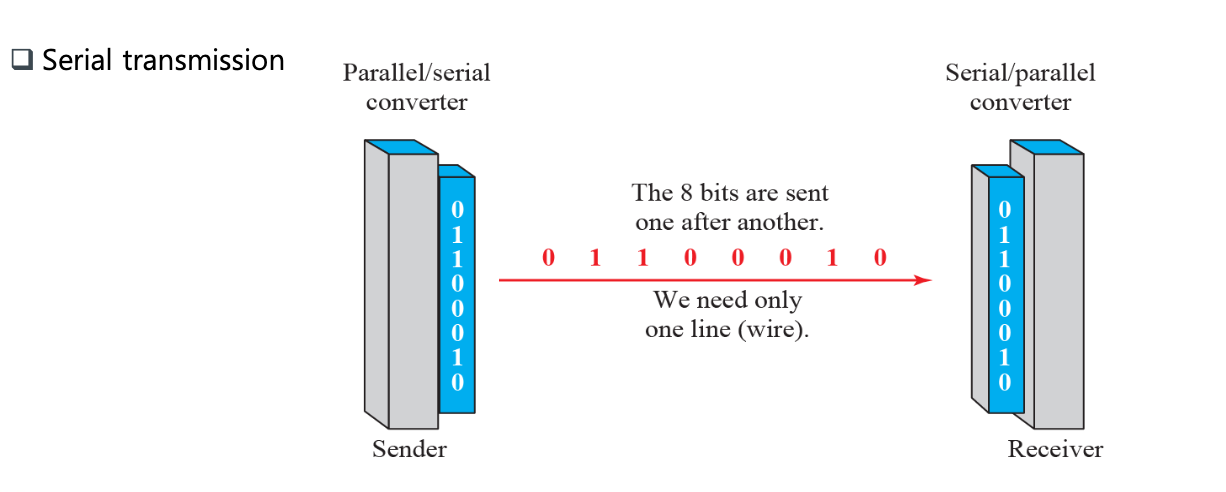 Serial transmission
Parallel/serial
converter
Serial/parallel
converter
0
1
1
0
0
0
1
0
The 8 bits are sent
one after another.
0 1 1 0 0 0 1 0
We need only
one line (wire).
0
1
1
0
0
0
1
0
Sender
Receiver